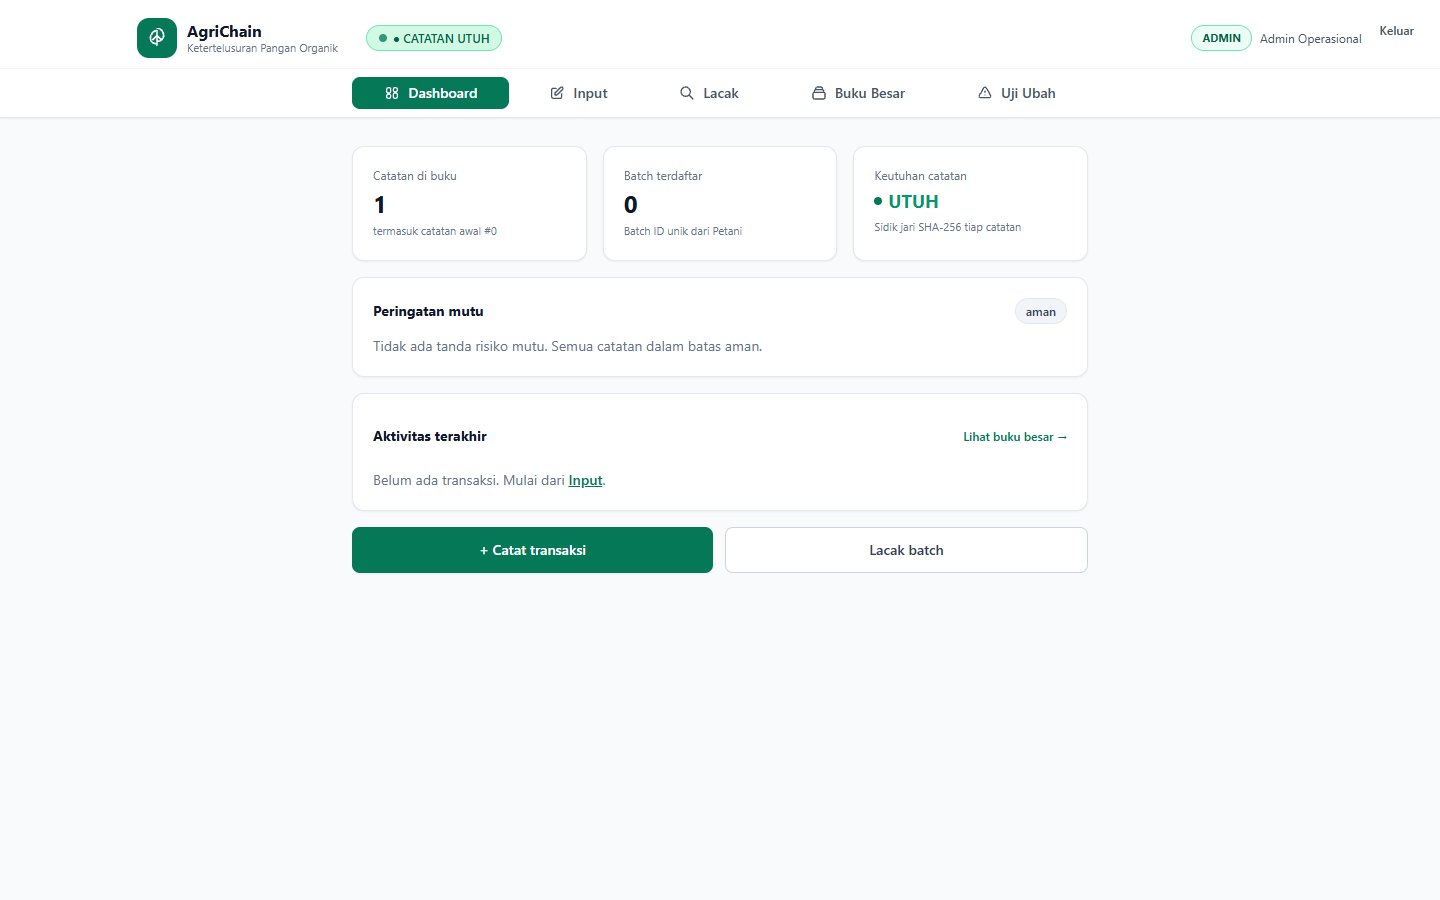 AgriChain
Ketertelusuran Pangan Organik
● CATATAN UTUH
ADMIN
Admin Operasional
Keluar
Dashboard
Input
Lacak
Buku Besar
Uji Ubah
Catatan di buku
1
termasuk catatan awal #0
Batch terdaftar
0
Batch ID unik dari Petani
Keutuhan catatan
UTUH
Sidik jari SHA-256 tiap catatan
Peringatan mutu
aman
Tidak ada tanda risiko mutu. Semua catatan dalam batas aman.
Aktivitas terakhir
Lihat buku besar →
Belum ada transaksi. Mulai dari Input.
+ Catat transaksi
Lacak batch